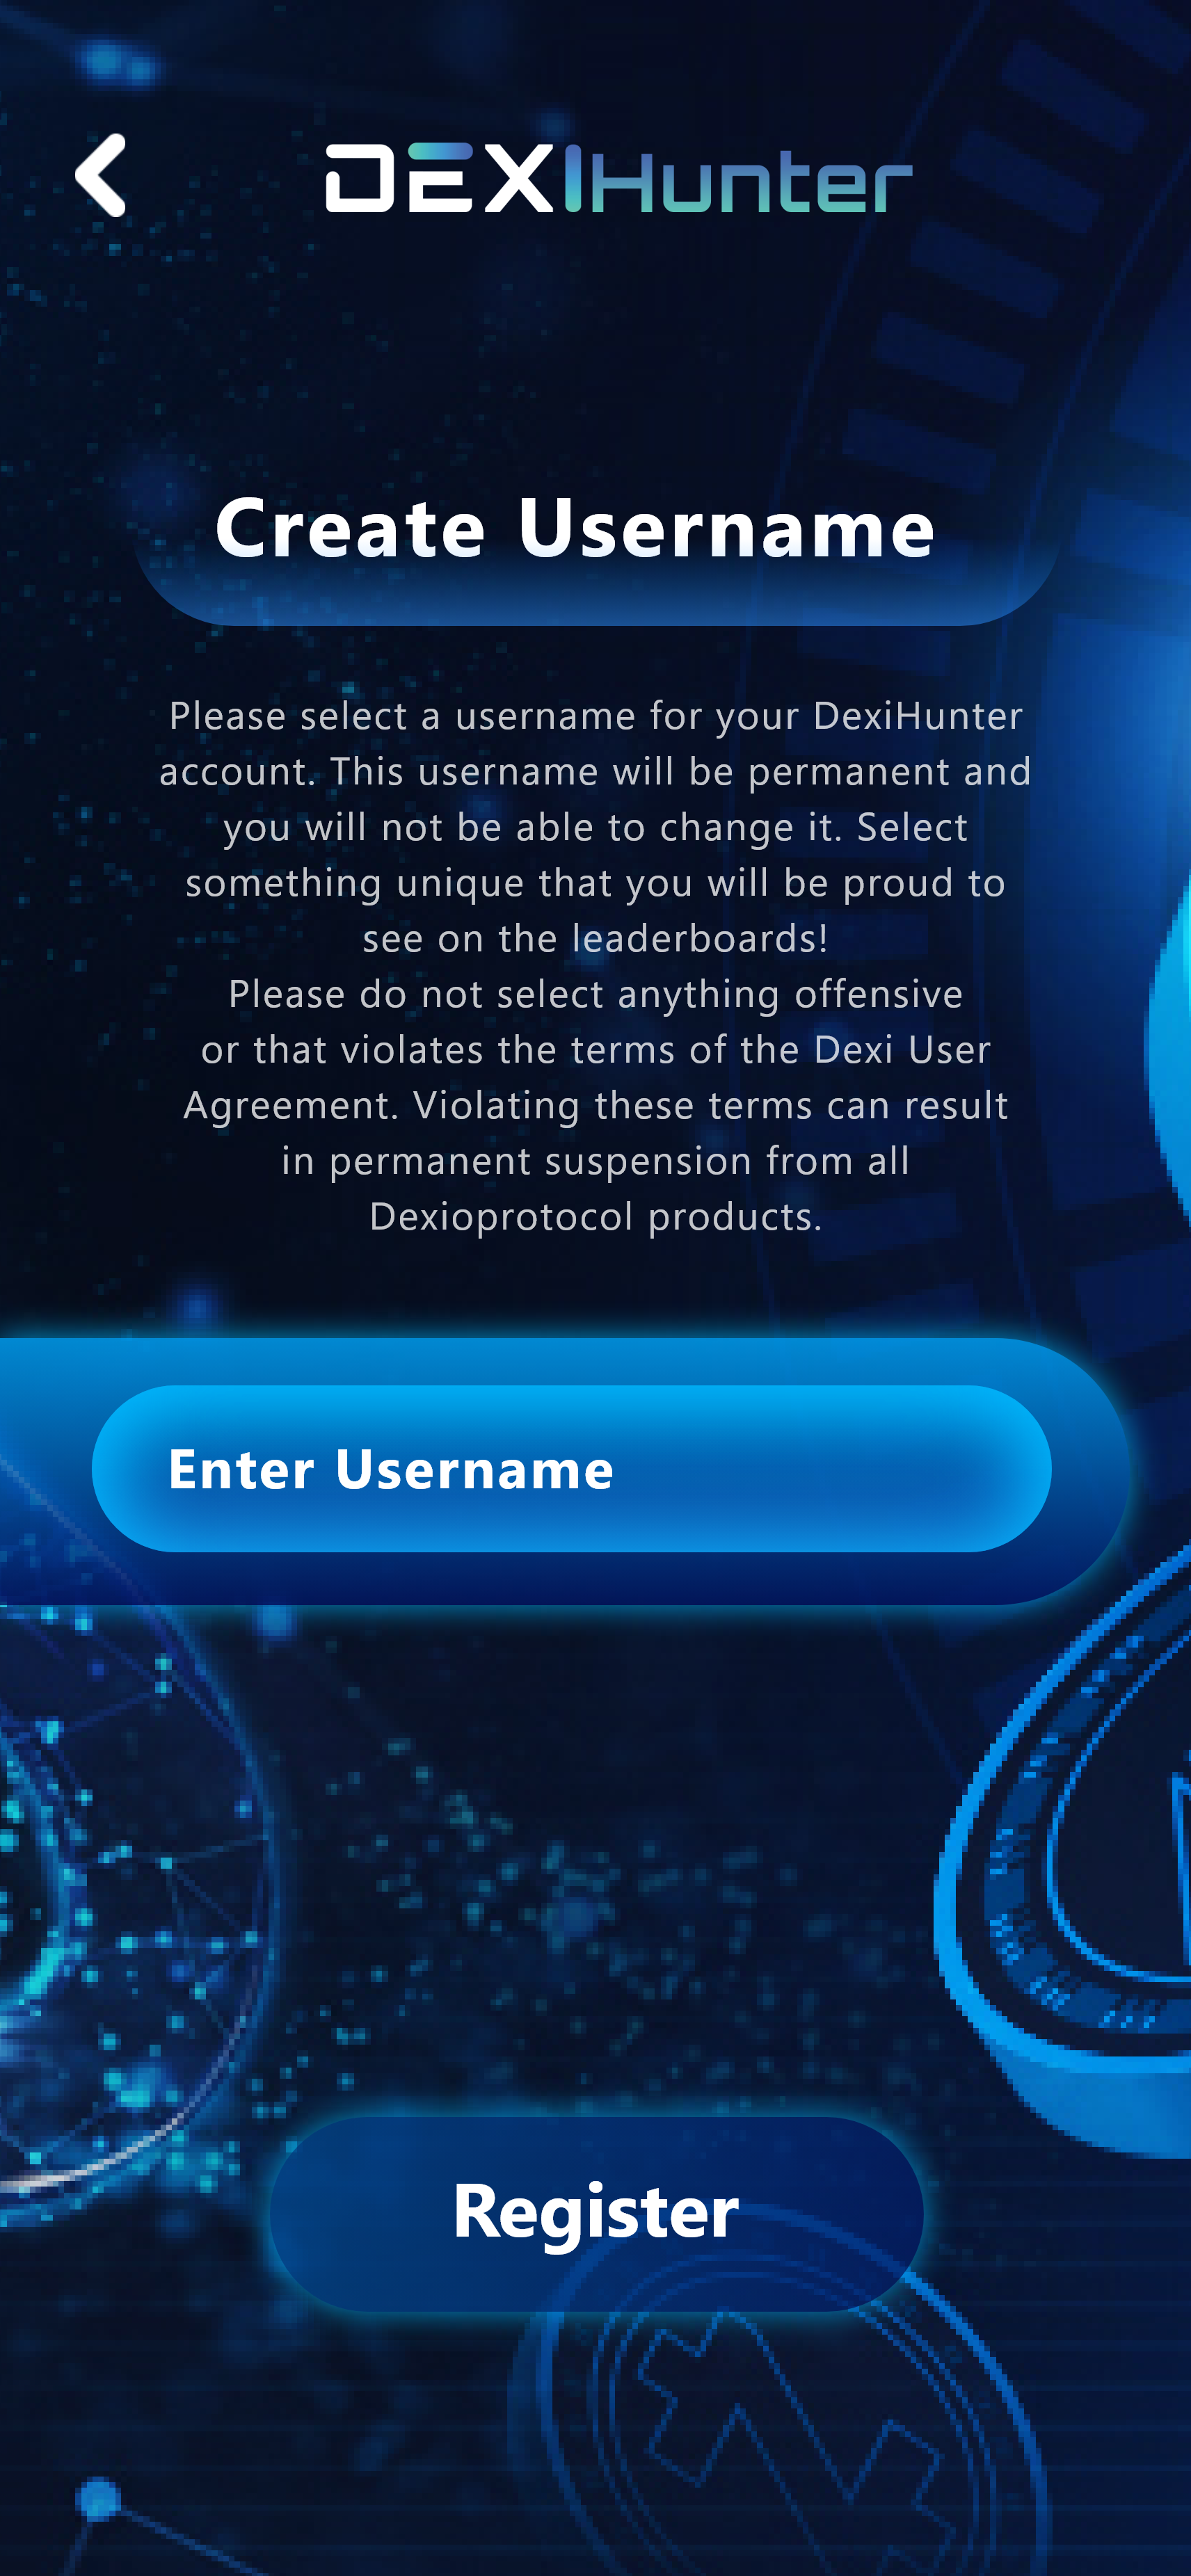 DEXIHunter
Create Username
Please select a username for your DexiHunter
account. This username will be permanent and
you will not be able to change it. Select
something unique that you will be proud to
see on the leaderboards!
Please do not select anything offensive
or that violates the terms of the Dexi User
Agreement. Violating these terms can result
in permanent suspension from all
Dexioprotocol products.
Enter Username
Register